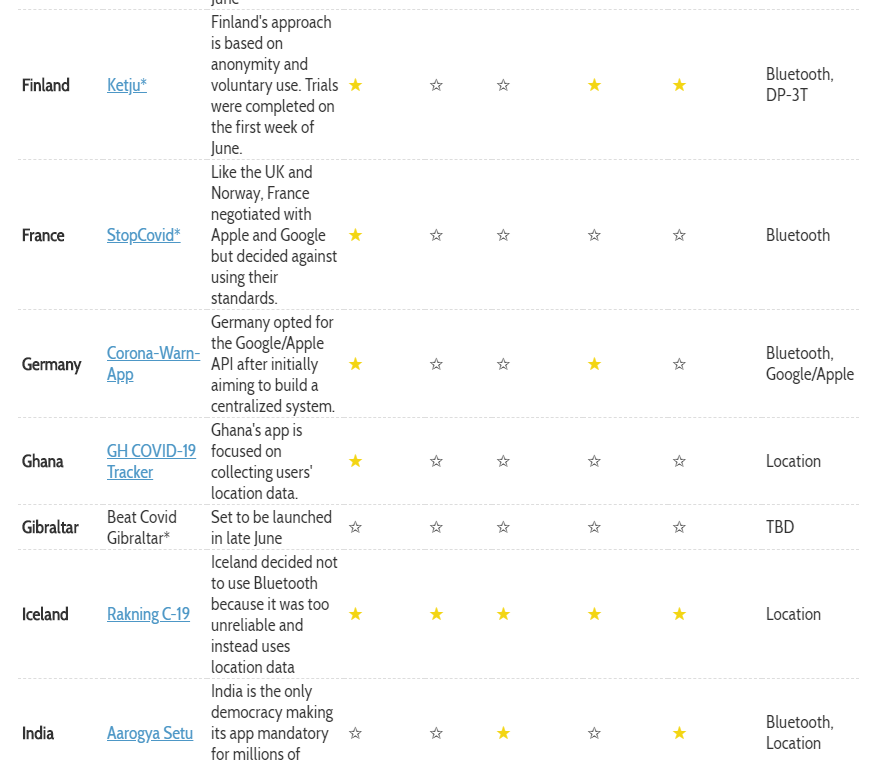 June
Finland
Ketju*
Finland's approach
is based on
anonymity and
voluntary use. Trials
were completed on
the first week of
June.
★ ☆ ☆ ★ ★
Bluetooth,
DP-3T
France
StopCovid*
Like the UK and
Norway, France
negotiated with
Apple and Google
but decided against
using their
standards.
★ ☆ ☆ ☆ ☆
Bluetooth
Germany
Corona-Warn-
App
Germany opted for
the Google/Apple
API after initially
aiming to build a
centralized system.
★ ☆ ☆ ★ ☆
Bluetooth,
Google/Apple
Ghana
GH COVID-19
Tracker
Ghana's app is
focused on
collecting users'
location data.
★ ☆ ☆ ☆ ☆
Location
Gibraltar
Beat Covid
Gibraltar*
Set to be launched
in late June
☆ ☆ ☆ ☆ ☆
TBD
Iceland
Rakning C-19
Iceland decided not
to use Bluetooth
because it was too
unreliable and
instead uses
location data
★ ★ ★ ★ ★
Location
India
Aarogya Setu
India is the only
democracy making
its app mandatory
for millions of
☆ ☆ ★ ☆ ★
Bluetooth,
Location